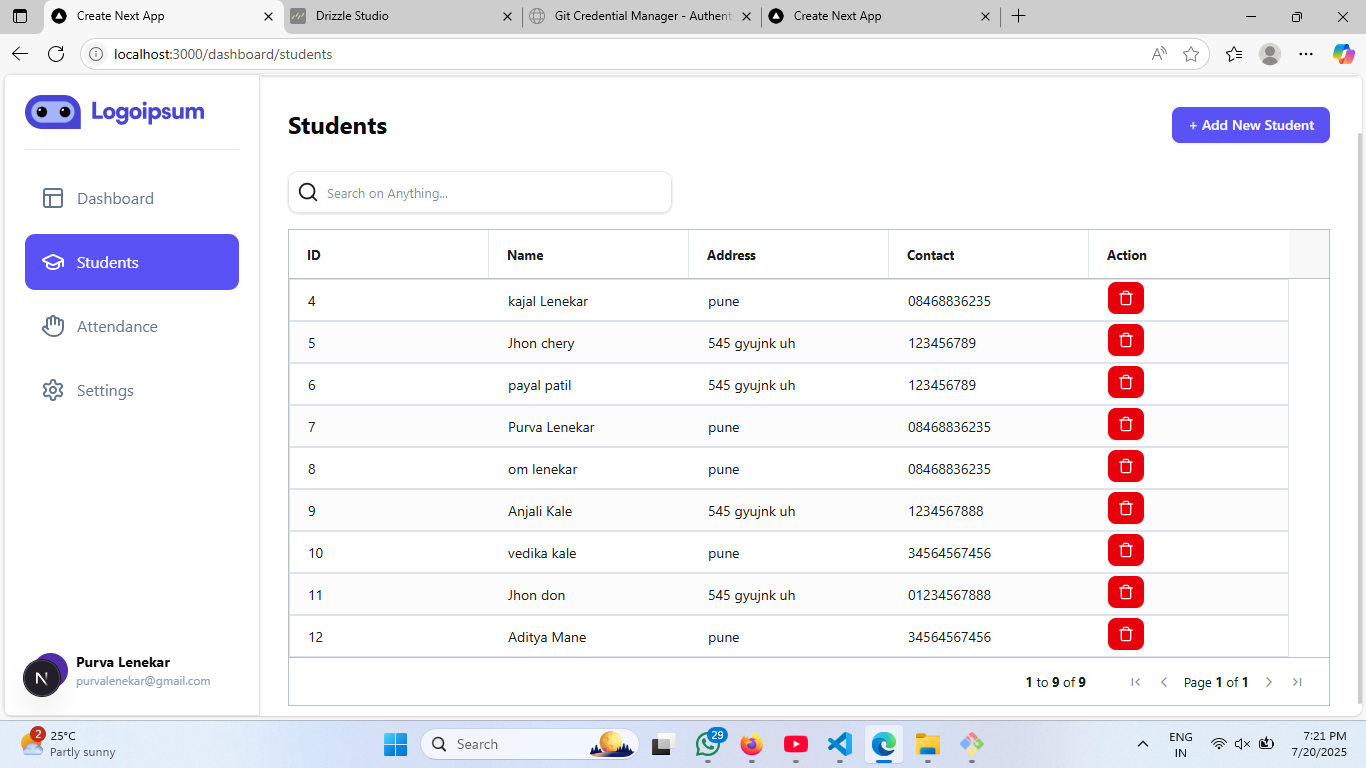 Create Next App
Drizzle Studio
Git Credential Manager - Authent
Create Next App
localhost:3000/dashboard/students
Logoipsum
Dashboard
Students
Attendance
Settings
N
Purva Lenekar
purvalenekar@gmail.com
Students
+ Add New Student
Search on Anything...
ID Name Address Contact Action
4 kajal Lenekar pune 08468836235
5 Jhon chery 545 gyujnk uh 123456789
6 payal patil 545 gyujnk uh 123456789
7 Purva Lenekar pune 08468836235
8 om lenekar pune 08468836235
9 Anjali Kale 545 gyujnk uh 1234567888
10 vedika kale pune 34564567456
11 Jhon don 545 gyujnk uh 01234567888
12 Aditya Mane pune 34564567456
1 to 9 of 9 Page 1 of 1
2
25°C
Partly sunny
Search
29
ENG
IN
7:21 PM
7/20/2025